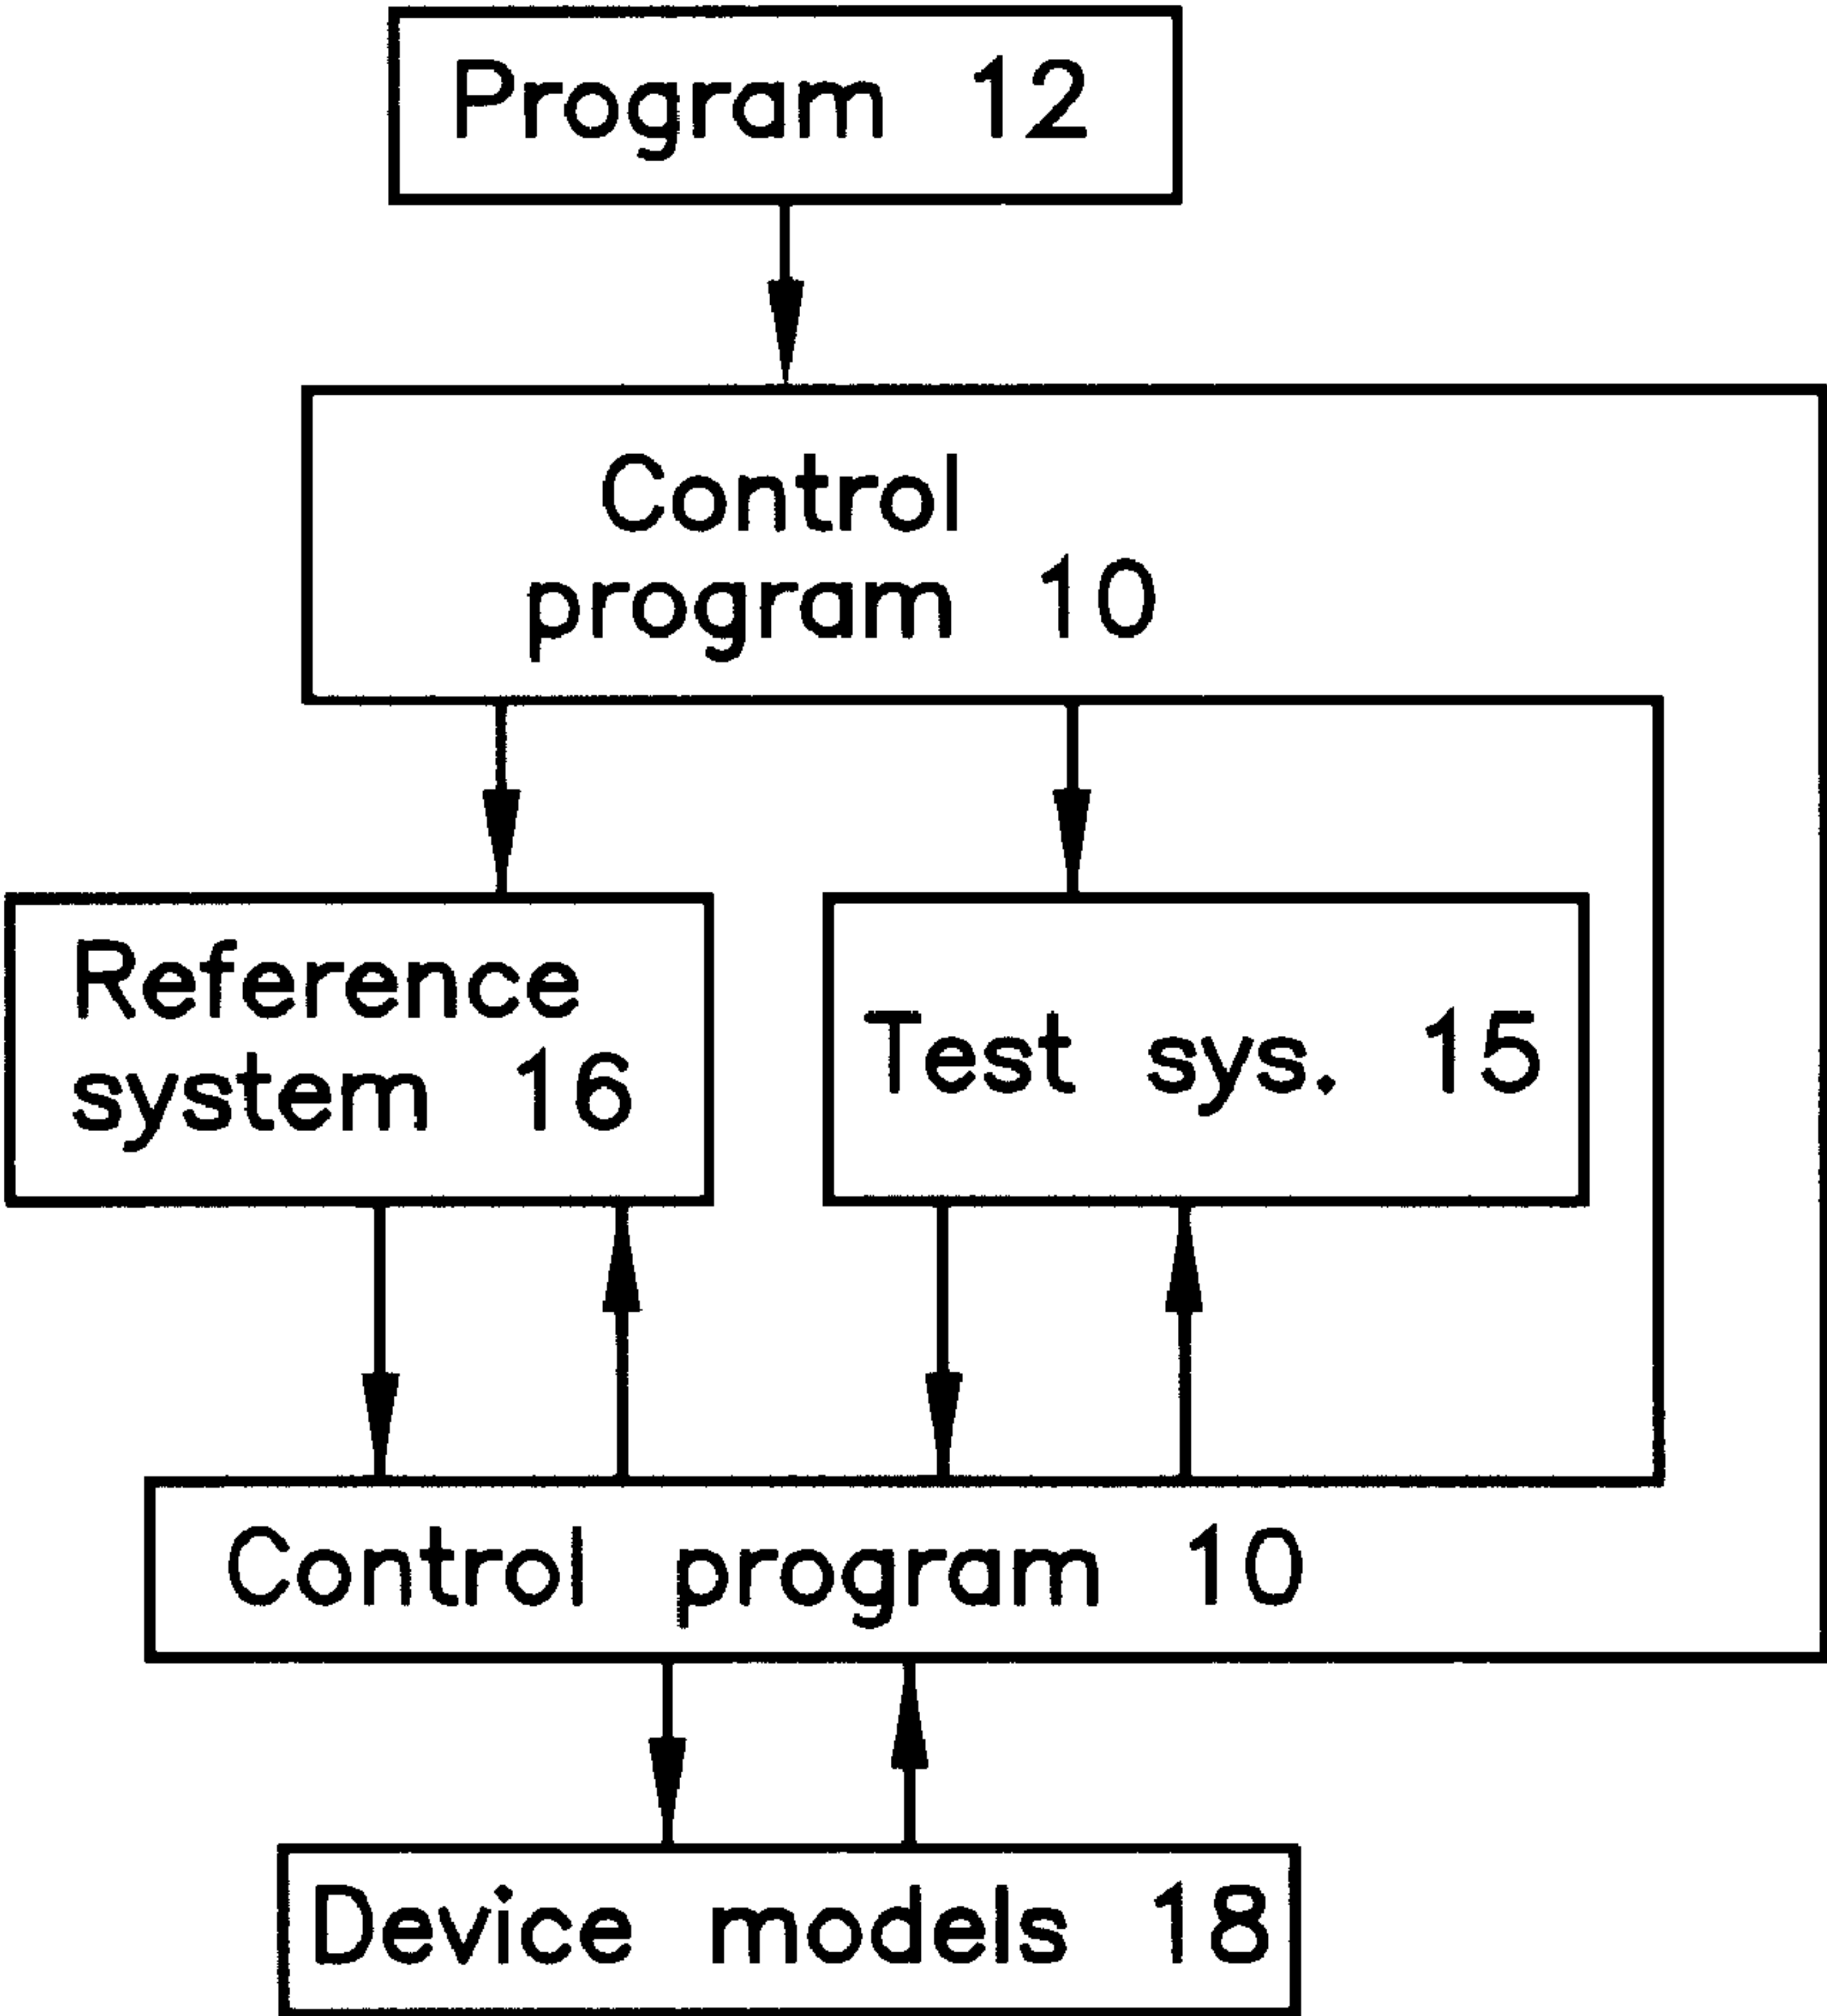 Program 12
Control
program 10
Reference
system 16
Test sys. 15
Control program 10
Device models 18